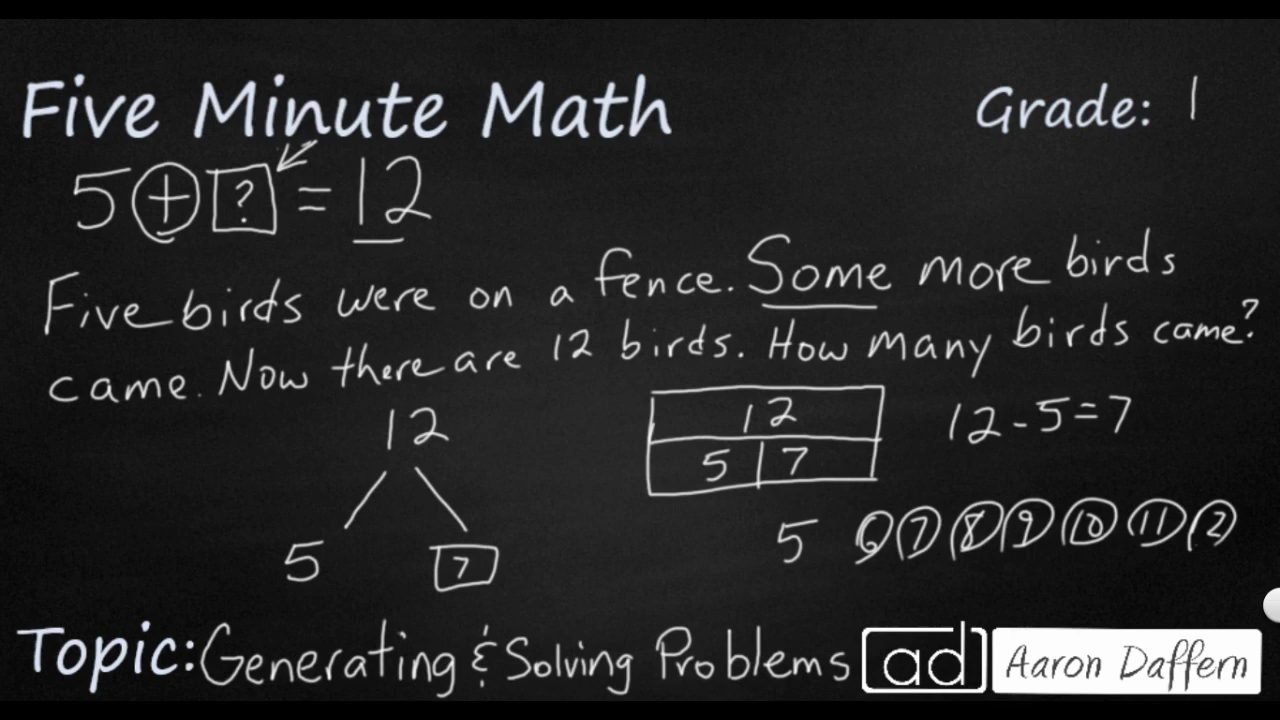 Five Minute Math
Grade: 1
5 + ? = 12
Five birds were on a fence. Some more birds
came. Now there are 12 birds. How many birds came?
12
5 7
12
5 7
12-5=7
5 6 7 8 9 10 11 12
Topic: Generating & Solving Problems
ad Aaron Daffern